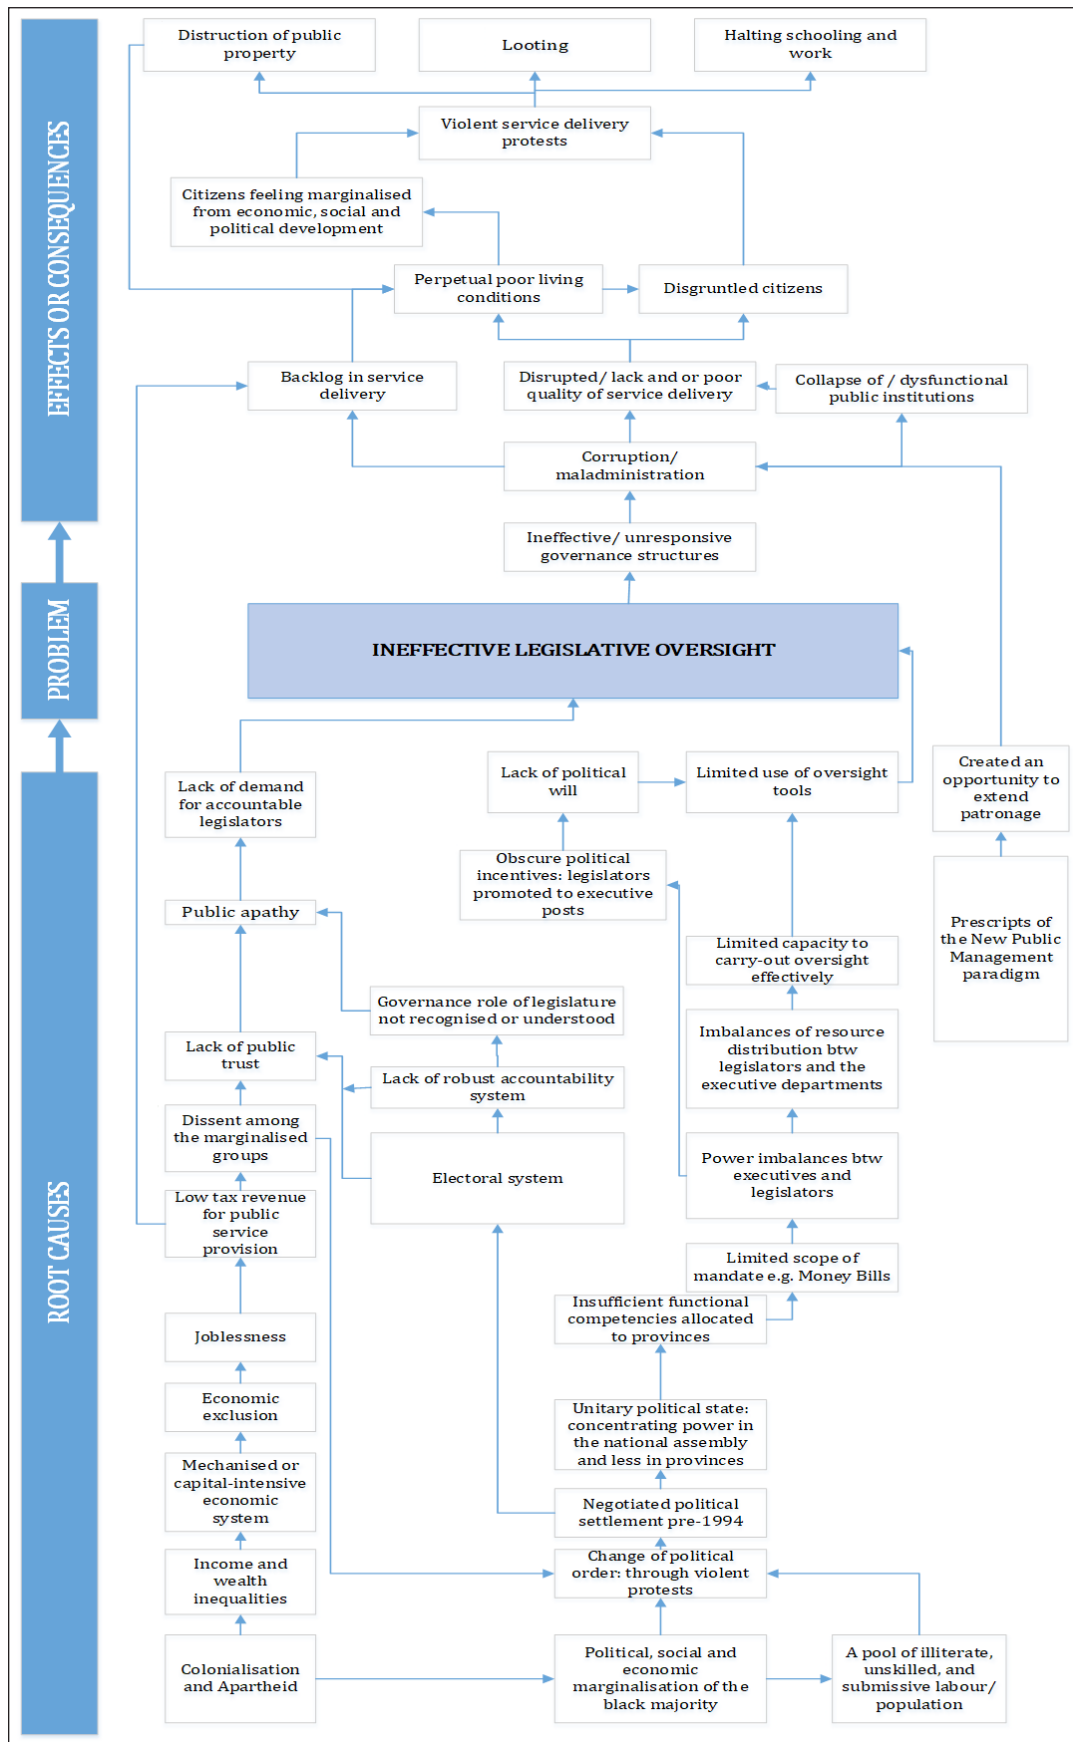 EFFECTS OR CONSEQUENCES
PROBLEM
ROOT CAUSES
Distruction of public
property
Looting
Halting schooling and
work
Violent service delivery
protests
Citizens feeling marginalised
from economic, social and
political development
Perpetual poor living
conditions
Disgruntled citizens
Backlog in service
delivery
Disrupted/ lack and or poor
quality of service delivery
Collapse of / dysfunctional
public institutions
Corruption/
maladministration
Ineffective/ unresponsive
governance structures
INEFFECTIVE LEGISLATIVE OVERSIGHT
Lack of demand
for accountable
legislators
Lack of political
will
Limited use of oversight
tools
Created an
opportunity to
extend
patronage
Obscure political
incentives: legislators
promoted to executive
posts
Public apathy
Prescripts of
the New Public
Management
paradigm
Limited capacity to
carry-out oversight
effectively
Governance role of legislature
not recognised or understood
Imbalances of resource
distribution btw
legislators and the
executive departments
Lack of public
trust
Lack of robust accountability
system
Dissent among
the marginalised
groups
Electoral system
Power imbalances btw
executives and
legislators
Low tax revenue
for public
service
provision
Limited scope of
mandate e.g. Money Bills
Insufficient functional
competencies allocated
to provinces
Joblessness
Economic
exclusion
Unitary political state:
concentrating power in
the national assembly
and less in provinces
Mechanised or
capital-intensive
economic
system
Negotiated political
settlement pre-1994
Income and
wealth
inequalities
Change of political
order: through violent
protests
Colonialisation
and Apartheid
Political, social and
economic
marginalisation of the
black majority
A pool of illiterate,
unskilled, and
submissive labour/
population